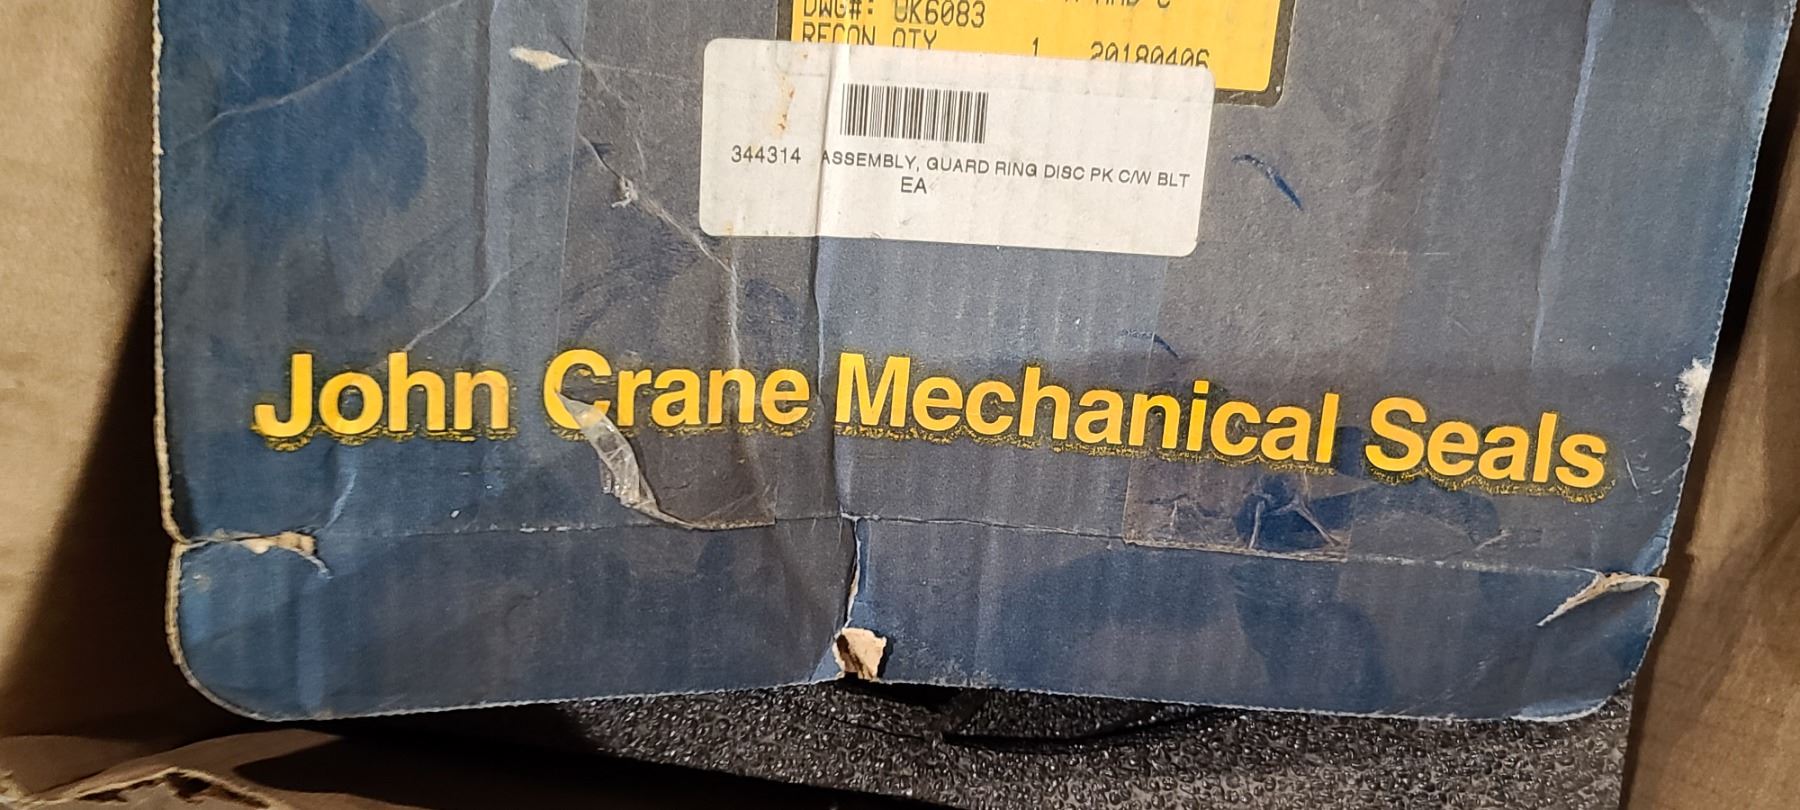 DWG#: UK6083
RECON QTY 1 20180406
344314 ASSEMBLY, GUARD RING DISC PK C/W BLT
EA
John Crane Mechanical Seals